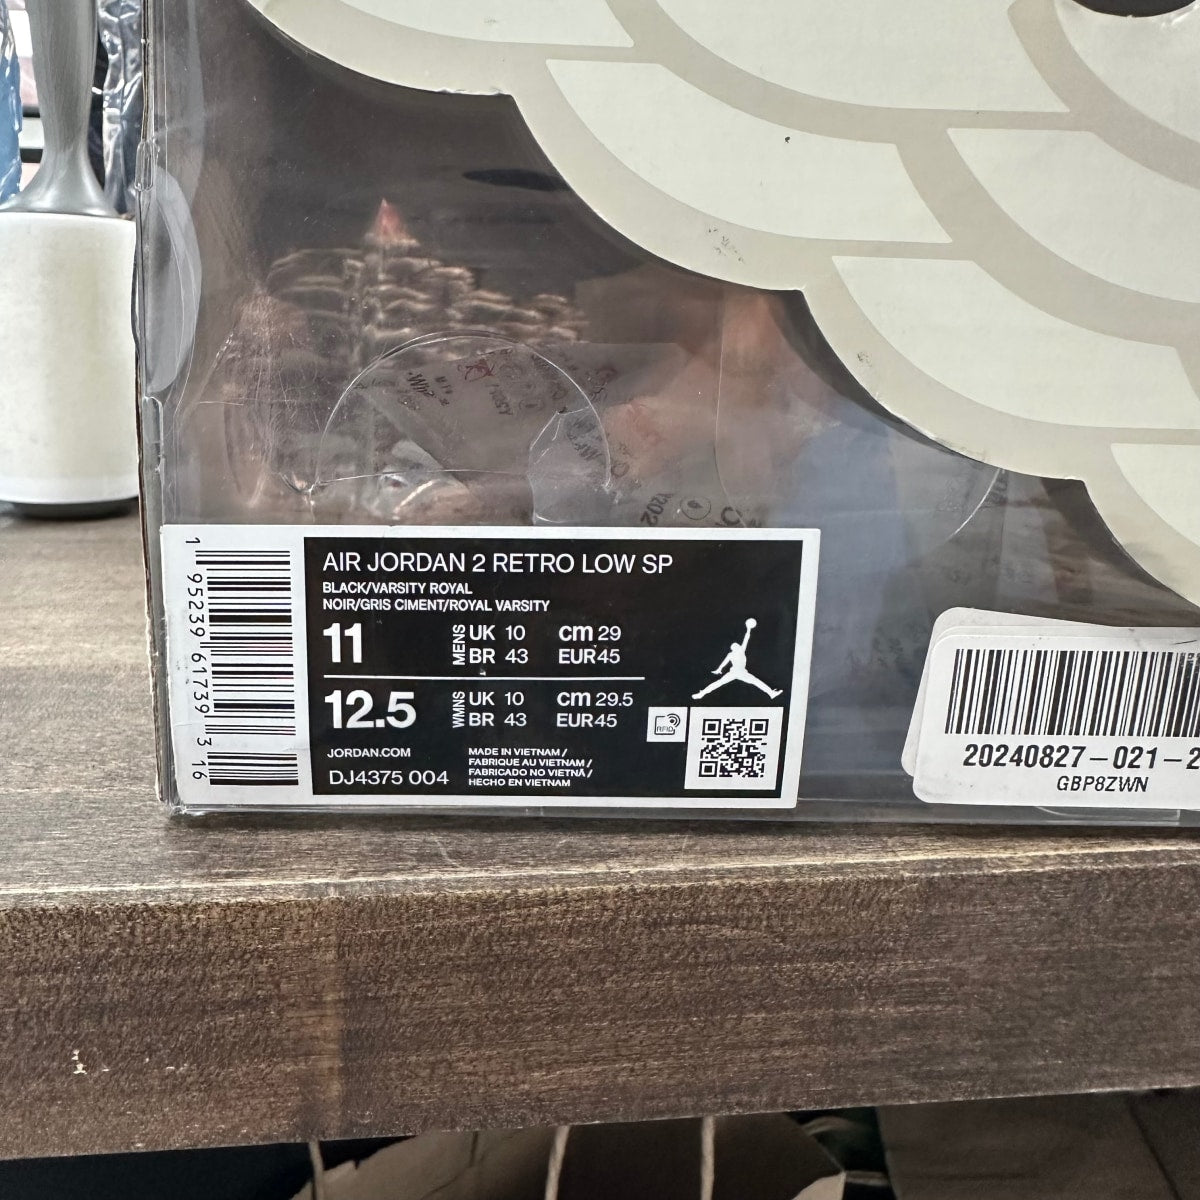 AIR JORDAN 2 RETRO LOW SP
BLACK/VARSITY ROYAL
NOIR/GRIS CIMENT/ROYAL VARSITY
11 MENS UK 10 cm 29
BR 43 EUR 45
12.5 WMNS UK 10 cm 29.5
BR 43 EUR 45
RFID
JORDAN.COM
DJ4375 004
MADE IN VIETNAM /
FABRIQUE AU VIETNAM /
FABRICADO NO VIETNÃ /
HECHO EN VIETNAM
1 95239 61739 3 16
20240827-021-2
GBP8ZWN